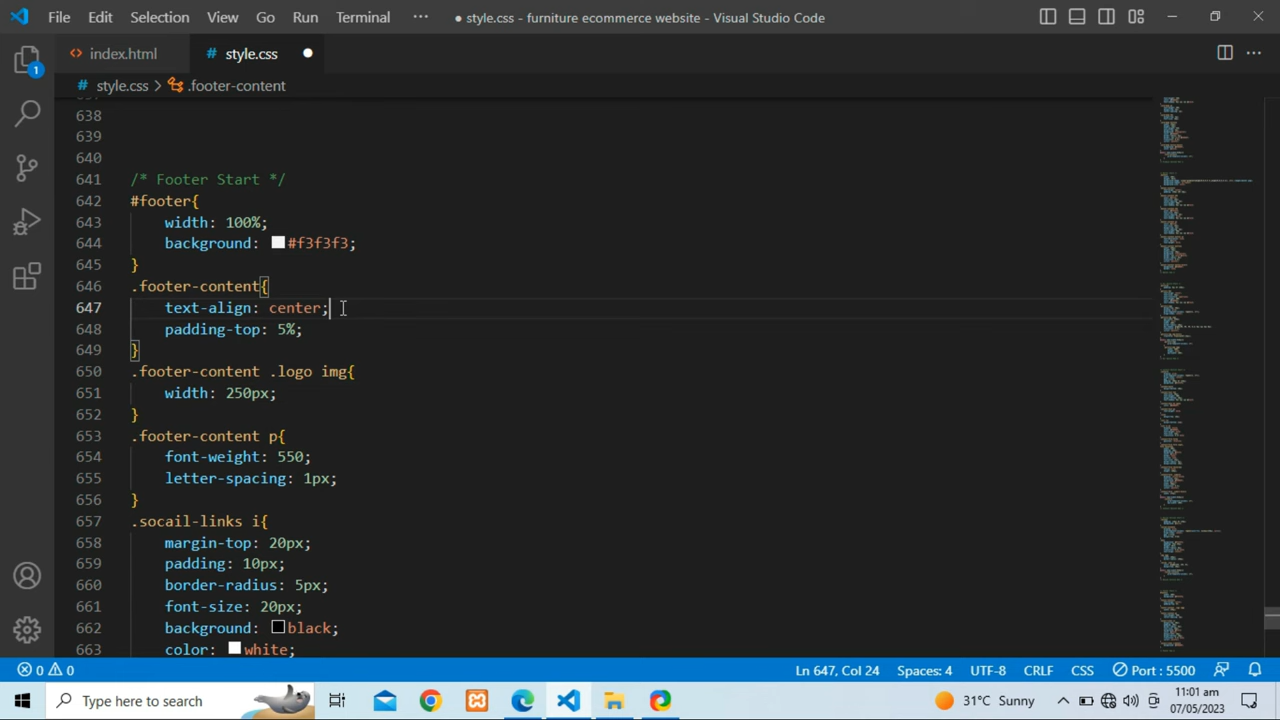 File Edit Selection View Go Run Terminal ··· ● style.css - furniture ecommerce website - Visual Studio Code
<> index.html # style.css ●
# style.css > .footer-content
638
639
640
641 /* Footer Start */
642 #footer{
643 width: 100%;
644 background: #f3f3f3;
645 }
646 .footer-content{
647 text-align: center;
648 padding-top: 5%;
649 }
650 .footer-content .logo img{
651 width: 250px;
652 }
653 .footer-content p{
654 font-weight: 550;
655 letter-spacing: 1px;
656 }
657 .socail-links i{
658 margin-top: 20px;
659 padding: 10px;
660 border-radius: 5px;
661 font-size: 20px;
662 background: black;
663 color: white;
1
0 0 Ln 647, Col 24 Spaces: 4 UTF-8 CRLF CSS Port : 5500
Type here to search 31°C Sunny 11:01 am
07/05/2023